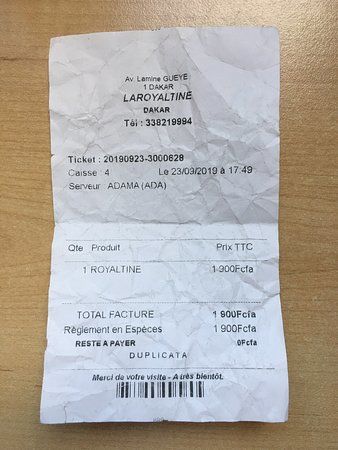 Av. Lamine GUEYE
1 DAKAR
LAROYALTINE
DAKAR
Tél : 338219994
Ticket : 20190923-3000628
Caisse : 4 Le 23/09/2019 à 17:49
Serveur ADAMA (ADA)
Qte Produit Prix TTC
1 ROYALTINE 1 900Fcfa
TOTAL FACTURE 1 900Fcfa
Règlement en Espèces 1 900Fcfa
RESTE A PAYER 0Fcfa
DUPLICATA
Merci de votre visite - A très bientôt.